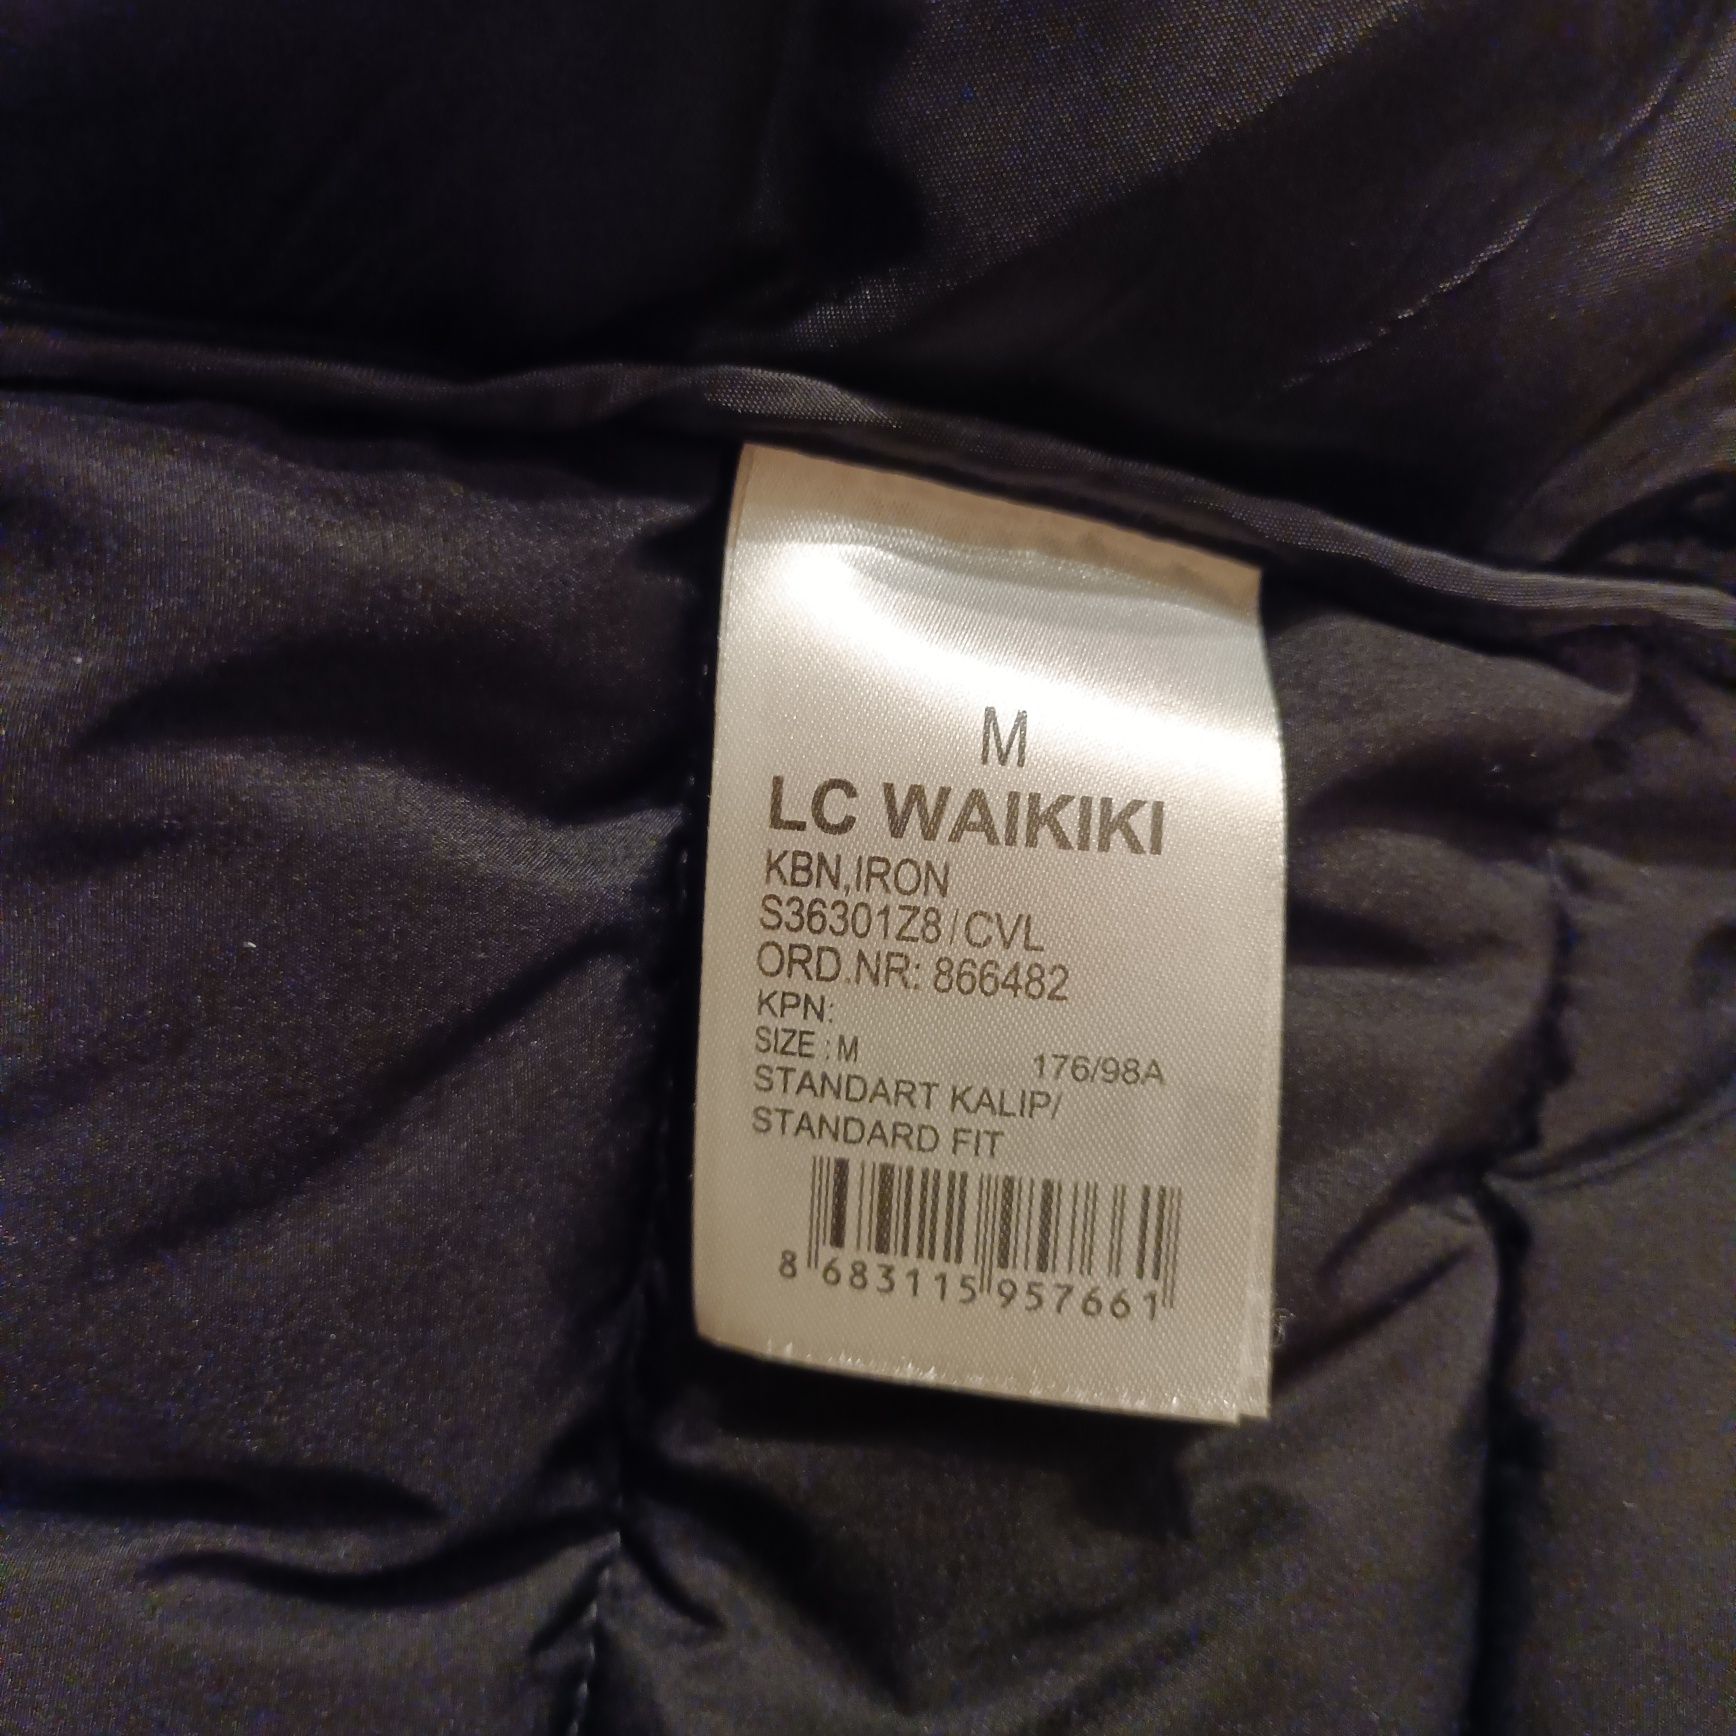 M
LC WAIKIKI
KBN,IRON
S36301Z8/CVL
ORD.NR: 866482
KPN:
SIZE : M 176/98A
STANDART KALIP/
STANDARD FIT
8 683115 957661